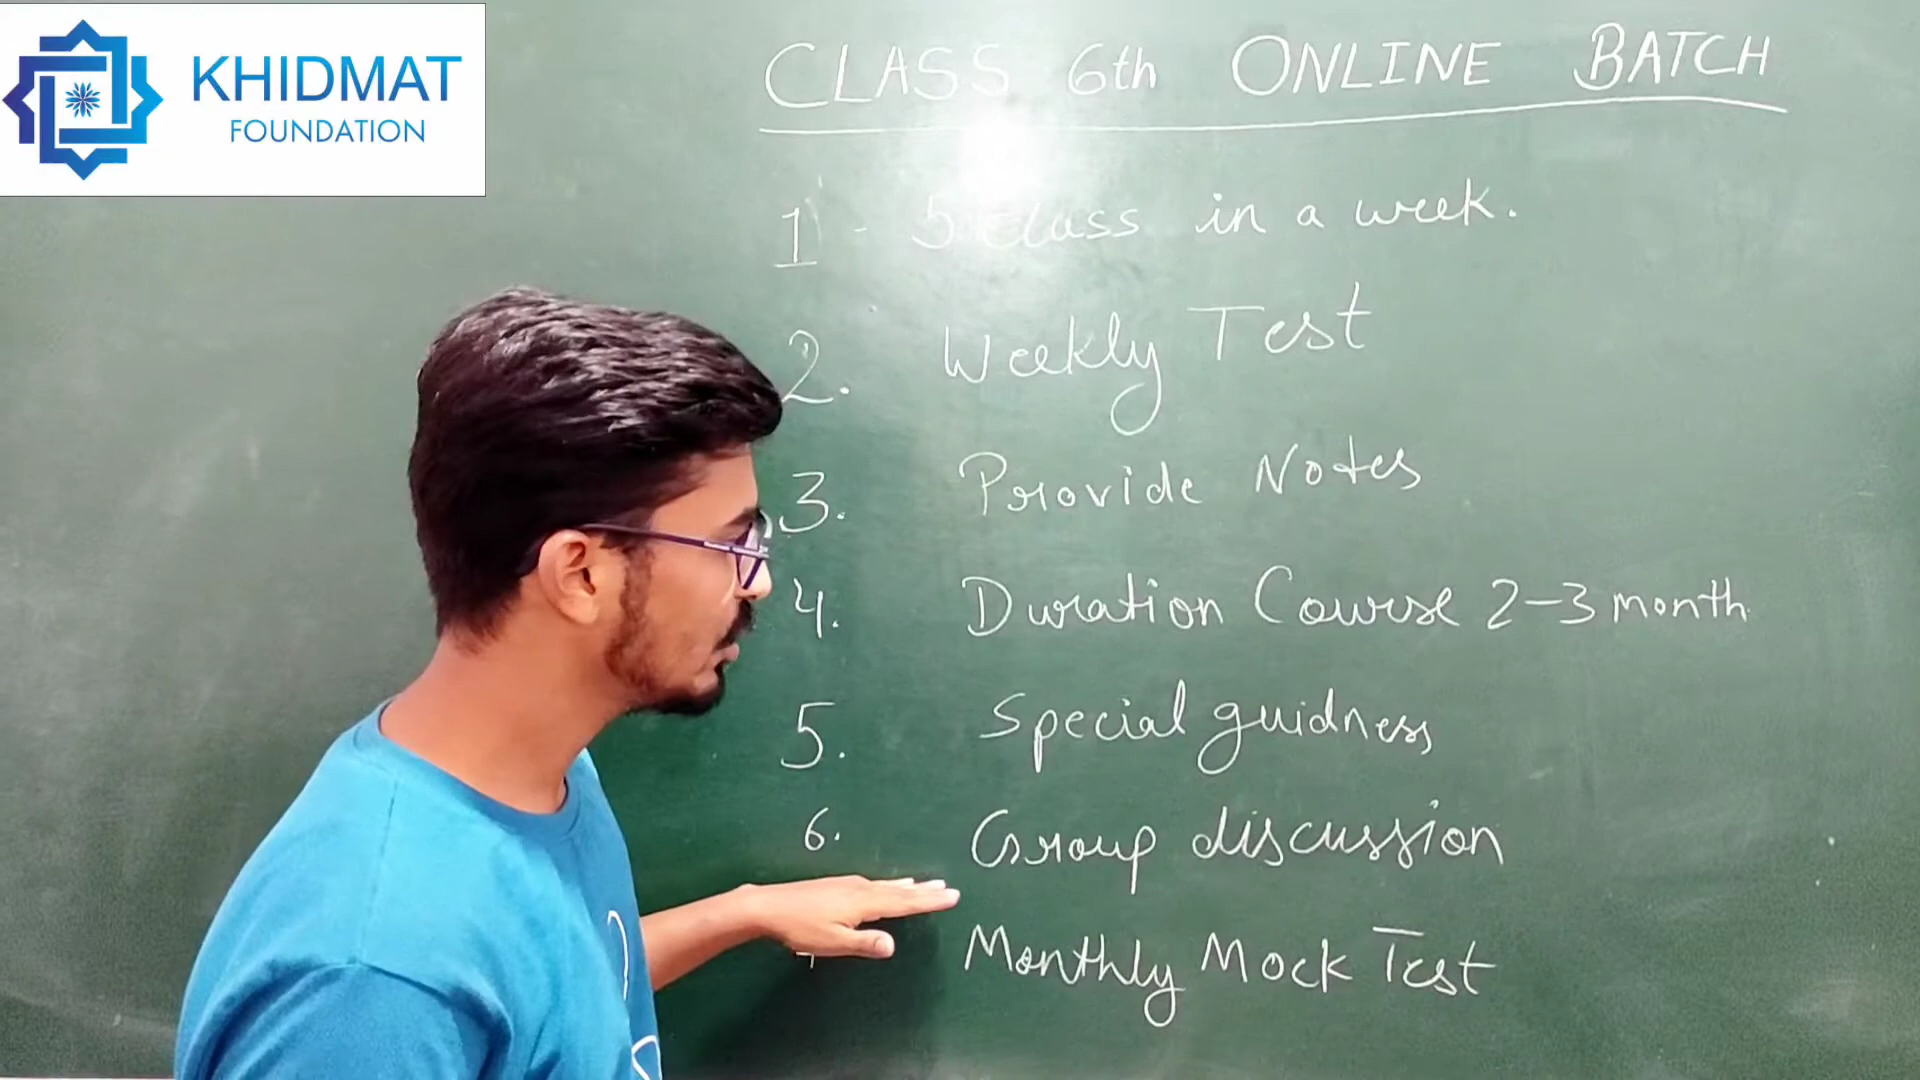 KHIDMAT
FOUNDATION
CLASS 6th ONLINE BATCH
1 - 5 class in a week.
2. Weekly Test
3. Provide Notes
4. Duration Course 2-3 month
5. Special guidness
6. Group discussion
Monthly Mock Test